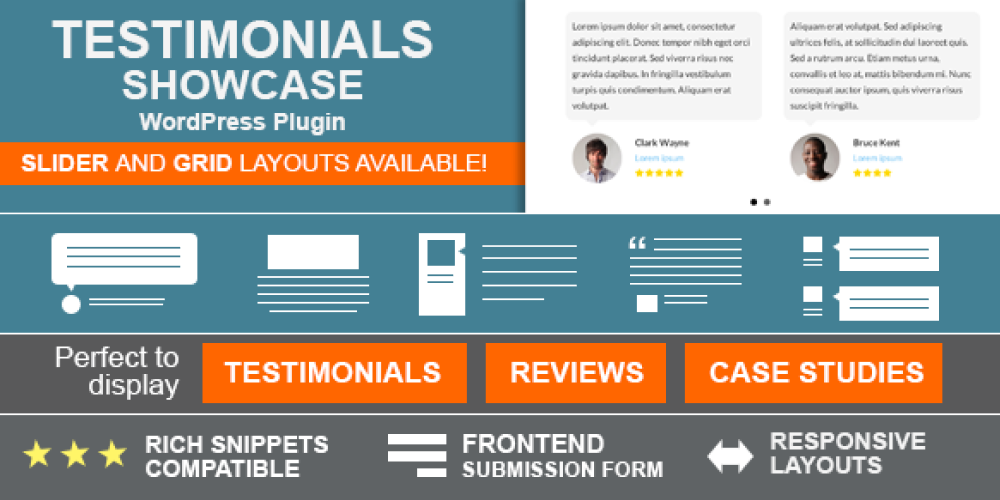 TESTIMONIALS
SHOWCASE
WordPress Plugin
SLIDER AND GRID LAYOUTS AVAILABLE!
Lorem ipsum dolor sit amet, consectetur
adipiscing elit. Donec tempor nibh eget orci
tincidunt placerat. Sed viverra risus nec
gravida dapibus. In fringilla vestibulum
turpis quis condimentum. Aliquam erat
volutpat.
Clark Wayne
Lorem ipsum
Aliquam erat volutpat. Sed adipiscing
ultrices felis, at sollicitudin dui laoreet quis.
Sed a rutrum arcu. Etiam metus urna,
convallis et leo at, mattis bibendum mi. Nunc
consequat auctor ipsum, quis viverra risus
suscipit fringilla.
Bruce Kent
Lorem ipsum
“
Perfect to
display
TESTIMONIALS
REVIEWS
CASE STUDIES
RICH SNIPPETS
COMPATIBLE
FRONTEND
SUBMISSION FORM
RESPONSIVE
LAYOUTS